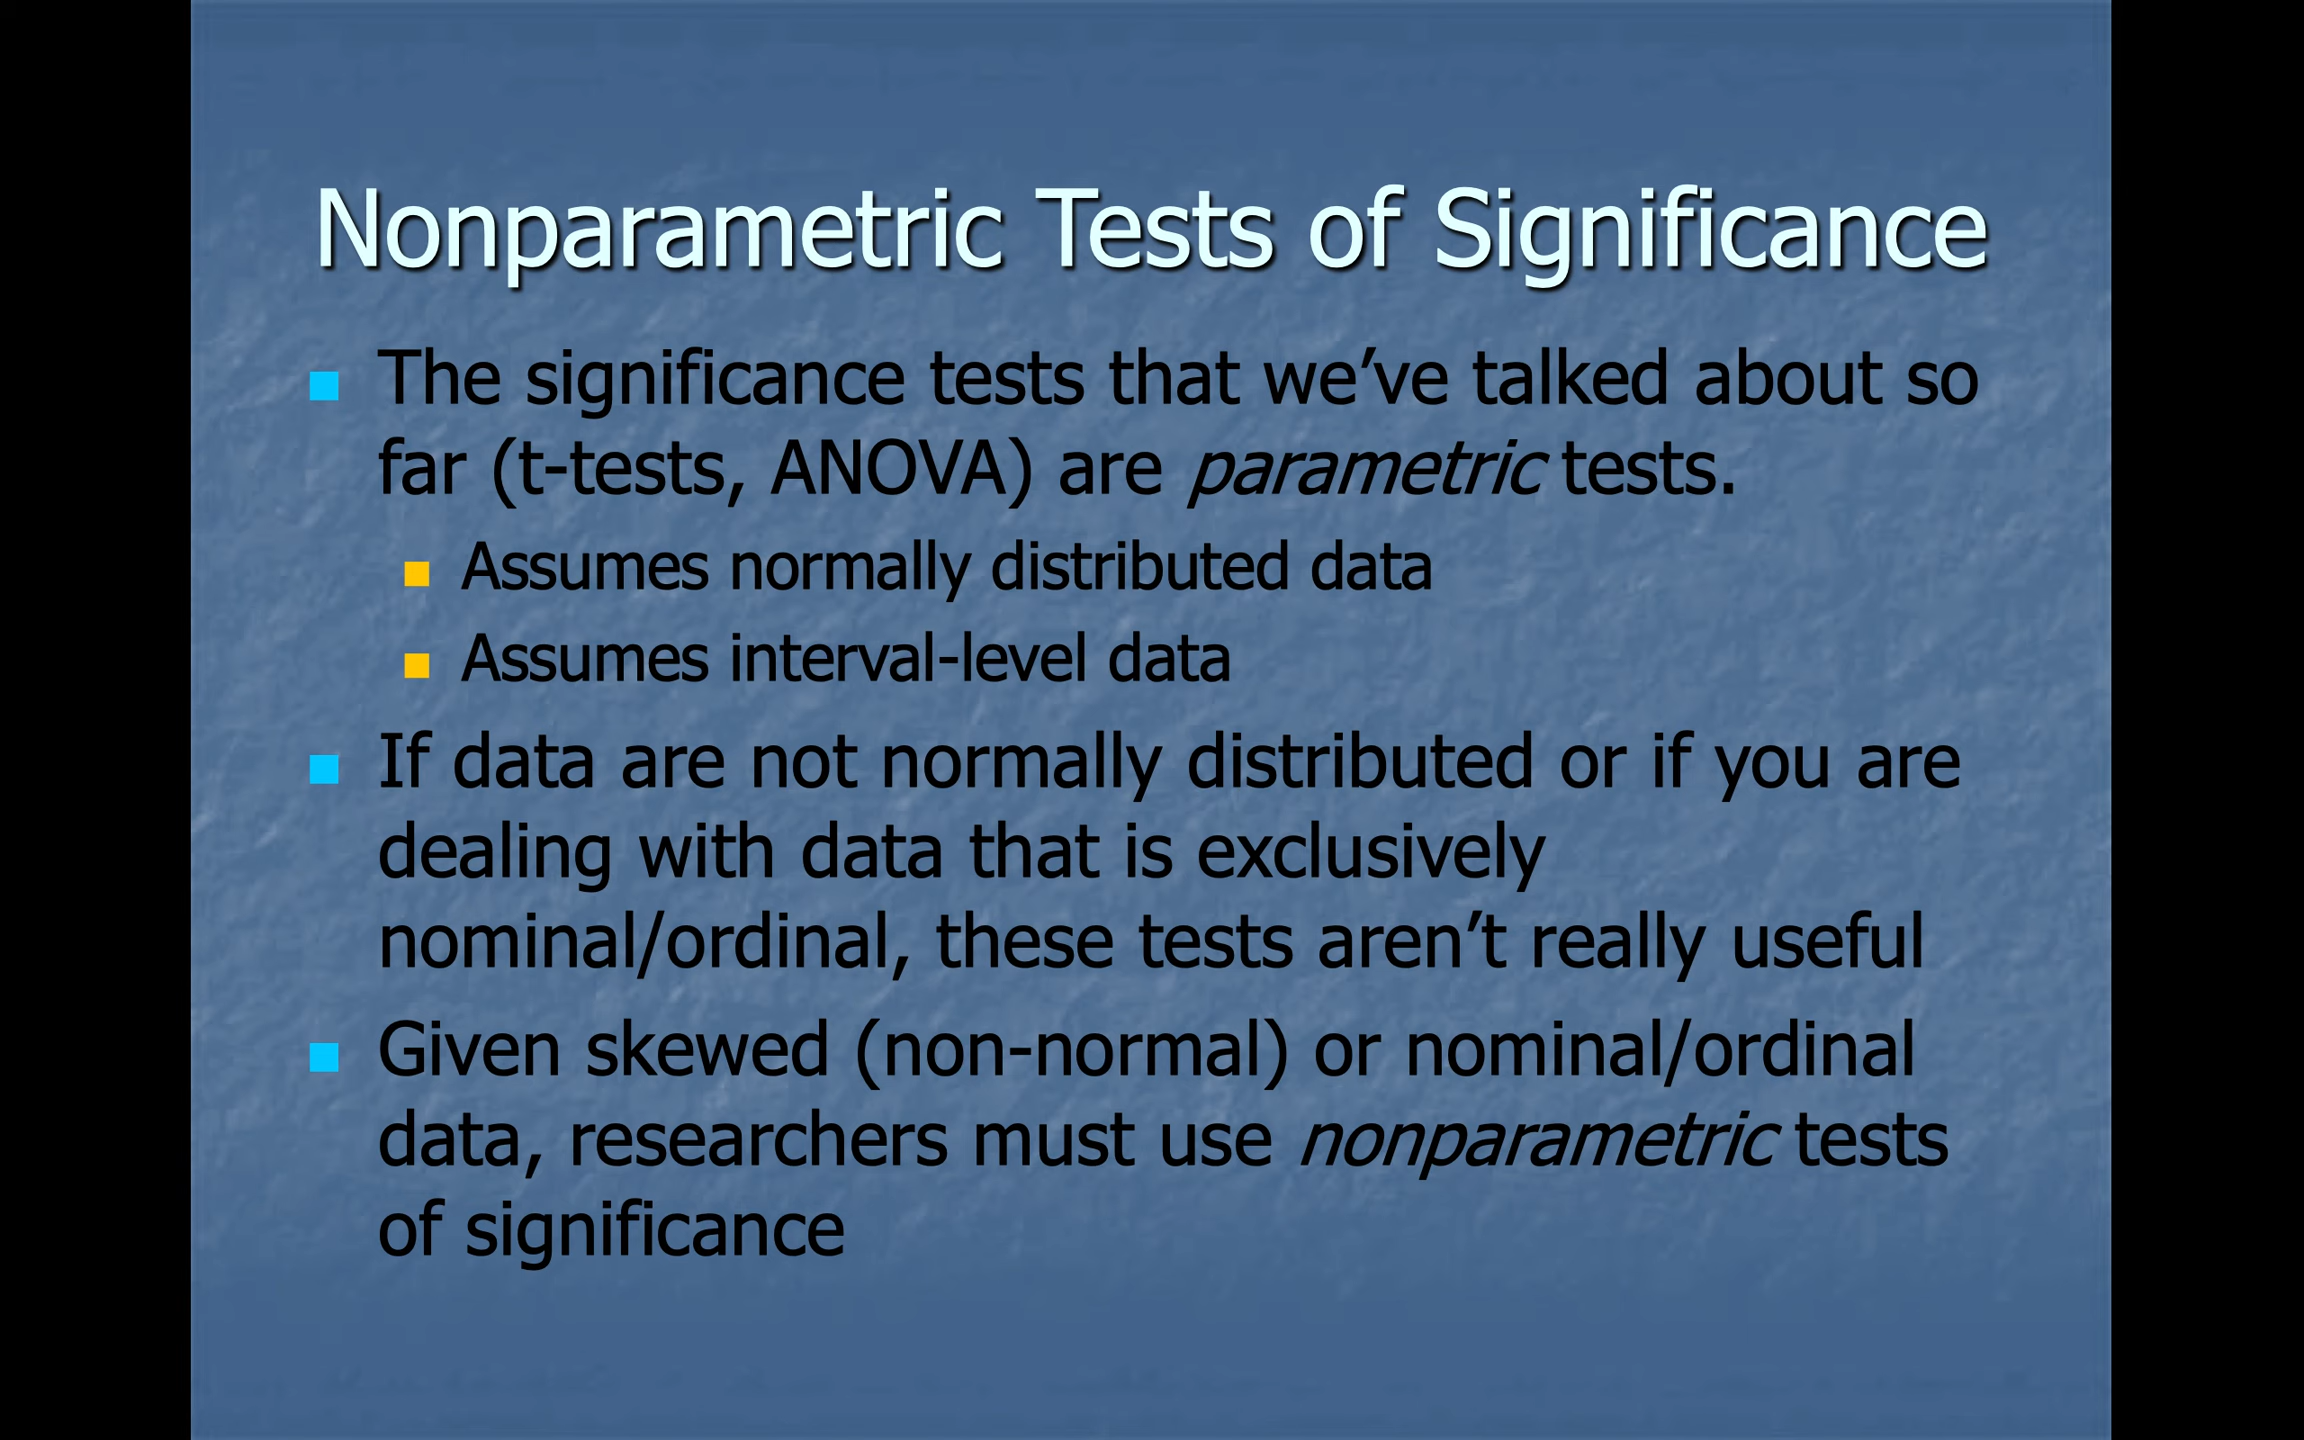 Nonparametric Tests of Significance
The significance tests that we’ve talked about so
far (t-tests, ANOVA) are parametric tests.
Assumes normally distributed data
Assumes interval-level data
If data are not normally distributed or if you are
dealing with data that is exclusively
nominal/ordinal, these tests aren’t really useful
Given skewed (non-normal) or nominal/ordinal
data, researchers must use nonparametric tests
of significance